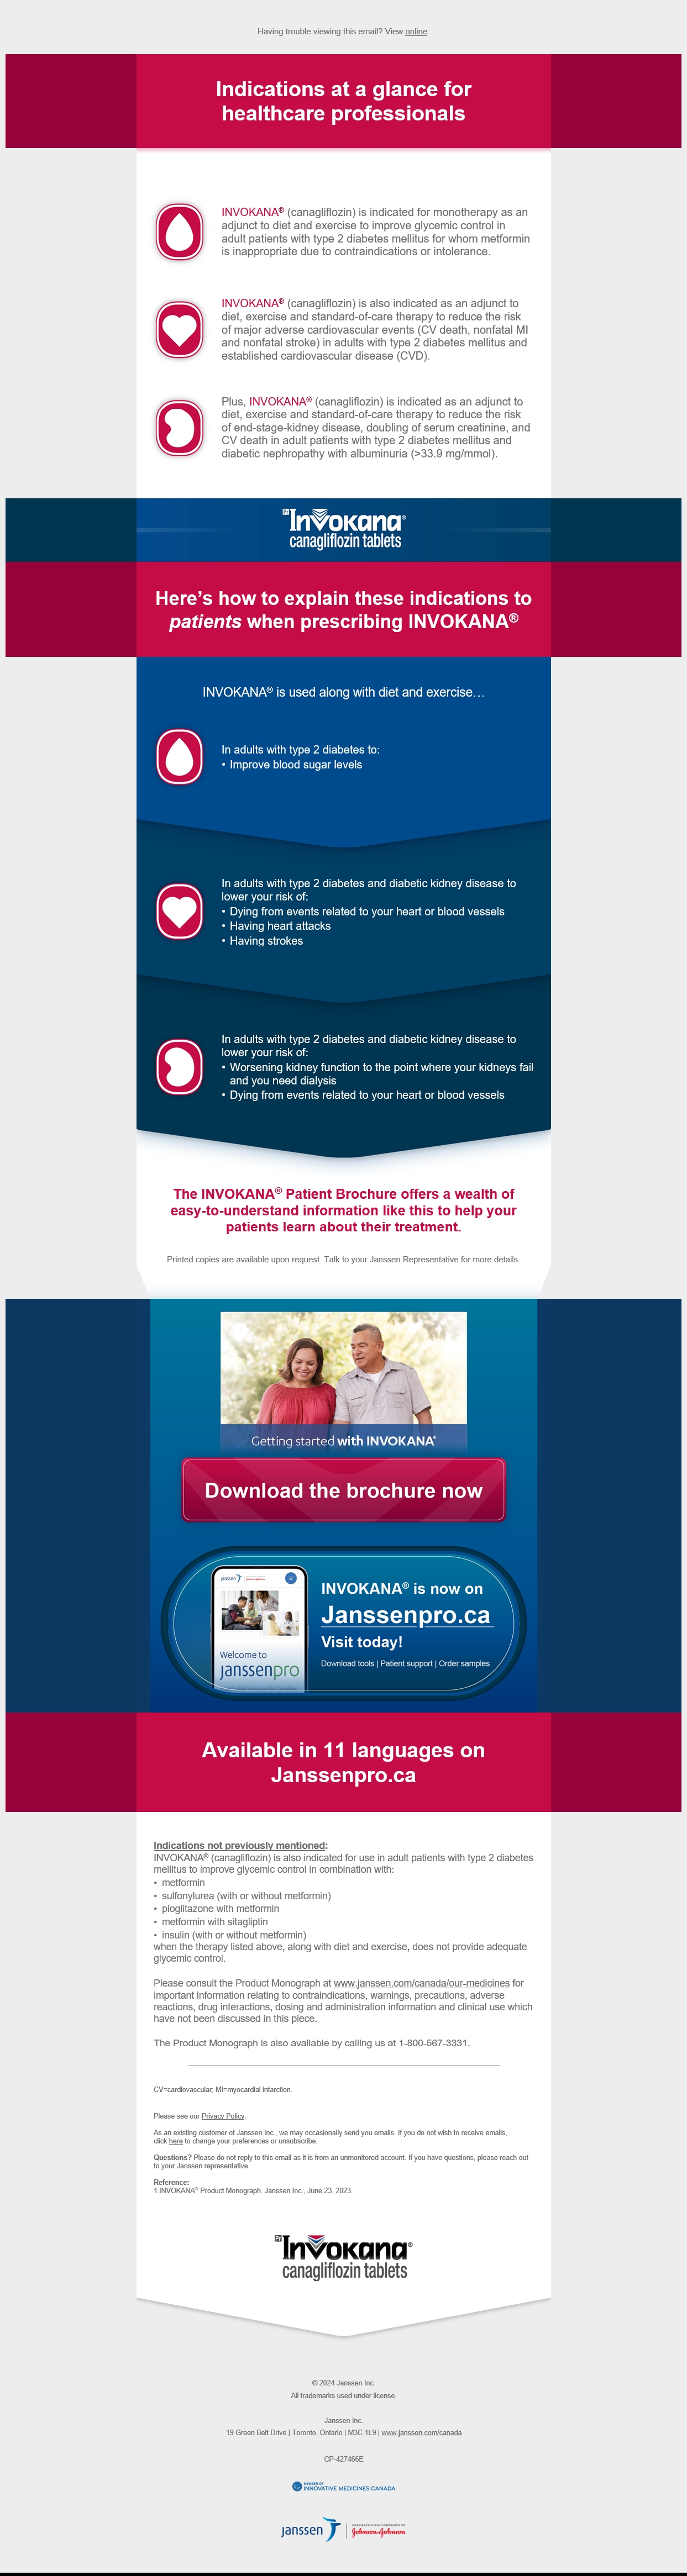 Having trouble viewing this email? View online.
Indications at a glance for
healthcare professionals
INVOKANA® (canagliflozin) is indicated for monotherapy as an
adjunct to diet and exercise to improve glycemic control in
adult patients with type 2 diabetes mellitus for whom metformin
is inappropriate due to contraindications or intolerance.
INVOKANA® (canagliflozin) is also indicated as an adjunct to
diet, exercise and standard-of-care therapy to reduce the risk
of major adverse cardiovascular events (CV death, nonfatal MI
and nonfatal stroke) in adults with type 2 diabetes mellitus and
established cardiovascular disease (CVD).
Plus, INVOKANA® (canagliflozin) is indicated as an adjunct to
diet, exercise and standard-of-care therapy to reduce the risk
of end-stage-kidney disease, doubling of serum creatinine, and
CV death in adult patients with type 2 diabetes mellitus and
diabetic nephropathy with albuminuria (>33.9 mg/mmol).
Pr Invokana®
canagliflozin tablets
Here’s how to explain these indications to
patients when prescribing INVOKANA®
INVOKANA® is used along with diet and exercise…
In adults with type 2 diabetes to:
• Improve blood sugar levels
In adults with type 2 diabetes and diabetic kidney disease to
lower your risk of:
• Dying from events related to your heart or blood vessels
• Having heart attacks
• Having strokes
In adults with type 2 diabetes and diabetic kidney disease to
lower your risk of:
• Worsening kidney function to the point where your kidneys fail
and you need dialysis
• Dying from events related to your heart or blood vessels
The INVOKANA® Patient Brochure offers a wealth of
easy-to-understand information like this to help your
patients learn about their treatment.
Printed copies are available upon request. Talk to your Janssen Representative for more details.
Getting started with INVOKANA®
Download the brochure now
janssen Johnson&Johnson
Welcome to
janssenpro
INVOKANA® is now on
Janssenpro.ca
Visit today!
Download tools | Patient support | Order samples
Available in 11 languages on
Janssenpro.ca
Indications not previously mentioned:
INVOKANA® (canagliflozin) is also indicated for use in adult patients with type 2 diabetes
mellitus to improve glycemic control in combination with:
• metformin
• sulfonylurea (with or without metformin)
• pioglitazone with metformin
• metformin with sitagliptin
• insulin (with or without metformin)
when the therapy listed above, along with diet and exercise, does not provide adequate
glycemic control.
Please consult the Product Monograph at www.janssen.com/canada/our-medicines for
important information relating to contraindications, warnings, precautions, adverse
reactions, drug interactions, dosing and administration information and clinical use which
have not been discussed in this piece.
The Product Monograph is also available by calling us at 1-800-567-3331.
CV=cardiovascular; MI=myocardial infarction.
Please see our Privacy Policy.
As an existing customer of Janssen Inc., we may occasionally send you emails. If you do not wish to receive emails,
click here to change your preferences or unsubscribe.
Questions? Please do not reply to this email as it is from an unmonitored account. If you have questions, please reach out
to your Janssen representative.
Reference:
1.INVOKANA® Product Monograph. Janssen Inc., June 23, 2023.
Pr Invokana®
canagliflozin tablets
© 2024 Janssen Inc.
All trademarks used under license.
Janssen Inc.
19 Green Belt Drive | Toronto, Ontario | M3C 1L9 | www.janssen.com/canada
CP-427466E
MEMBER OF
INNOVATIVE MEDICINES CANADA
janssen
PHARMACEUTICAL COMPANIES OF
Johnson&Johnson